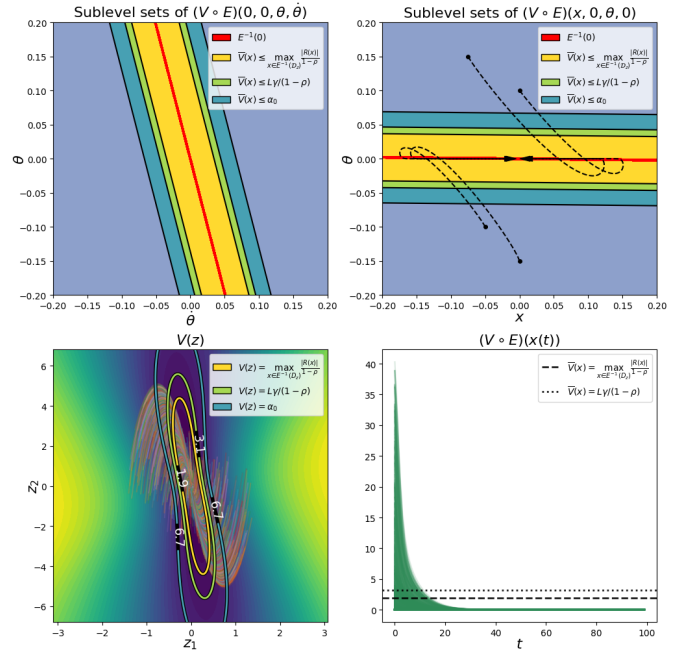 Sublevel sets of (V ∘ E)(0, 0, θ, θ̇)
0.20
0.15
0.10
0.05
0.00
−0.05
−0.10
−0.15
−0.20
θ
E⁻¹(0)
V̅(x) ≤ max_{x∈E⁻¹(D_γ)} |R(x)|/(1−ρ)
V̅(x) ≤ Lγ/(1 − ρ)
V̅(x) ≤ α₀
−0.20 −0.15 −0.10 −0.05 0.00 0.05 0.10 0.15 0.20
θ̇
Sublevel sets of (V ∘ E)(x, 0, θ, 0)
0.20
0.15
0.10
0.05
0.00
−0.05
−0.10
−0.15
−0.20
θ
E⁻¹(0)
V̅(x) ≤ max_{x∈E⁻¹(D_γ)} |R(x)|/(1−ρ)
V̅(x) ≤ Lγ/(1 − ρ)
V̅(x) ≤ α₀
−0.20 −0.15 −0.10 −0.05 0.00 0.05 0.10 0.15 0.20
x
V(z)
6
4
2
0
−2
−4
−6
z₂
V(z) = max_{x∈E⁻¹(D_γ)} |R(x)|/(1−ρ)
V(z) = Lγ/(1 − ρ)
V(z) = α₀
3.1
1.9
6.7
6.7
−3 −2 −1 0 1 2 3
z₁
(V ∘ E)(x(t))
40
35
30
25
20
15
10
5
0
V̅(x) = max_{x∈E⁻¹(D_γ)} |R(x)|/(1−ρ)
V̅(x) = Lγ/(1 − ρ)
0 20 40 60 80 100
t